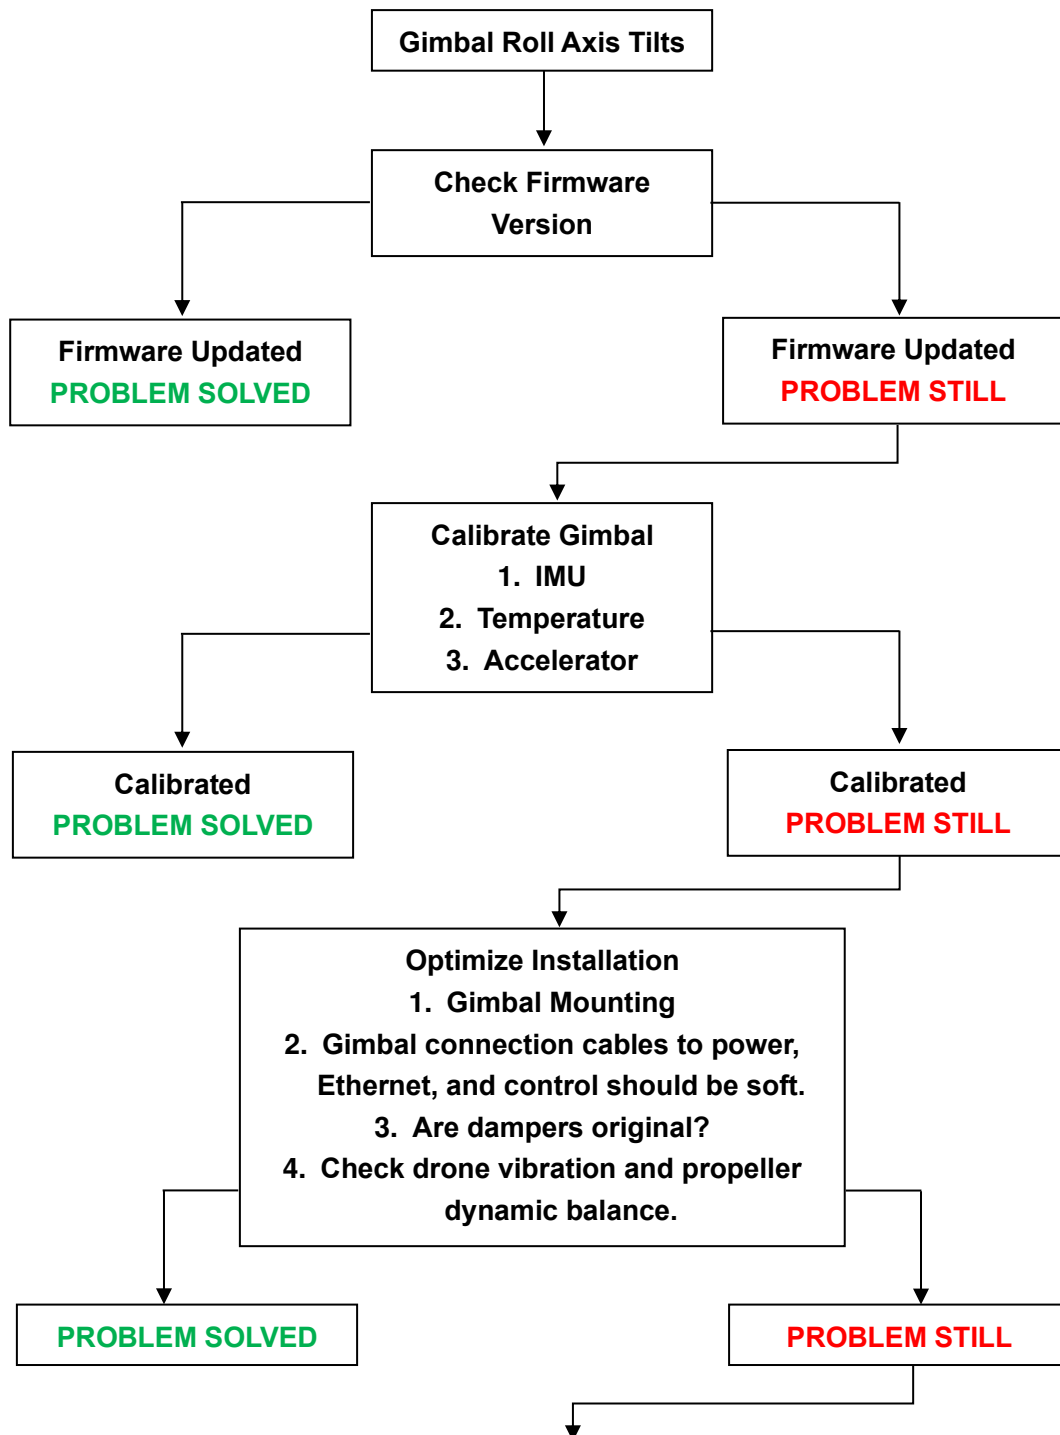 Gimbal Roll Axis Tilts
Check Firmware
Version
Firmware Updated
PROBLEM SOLVED
Firmware Updated
PROBLEM STILL
Calibrate Gimbal
1. IMU
2. Temperature
3. Accelerator
Calibrated
PROBLEM SOLVED
Calibrated
PROBLEM STILL
Optimize Installation
1. Gimbal Mounting
2. Gimbal connection cables to power,
Ethernet, and control should be soft.
3. Are dampers original?
4. Check drone vibration and propeller
dynamic balance.
PROBLEM SOLVED
PROBLEM STILL